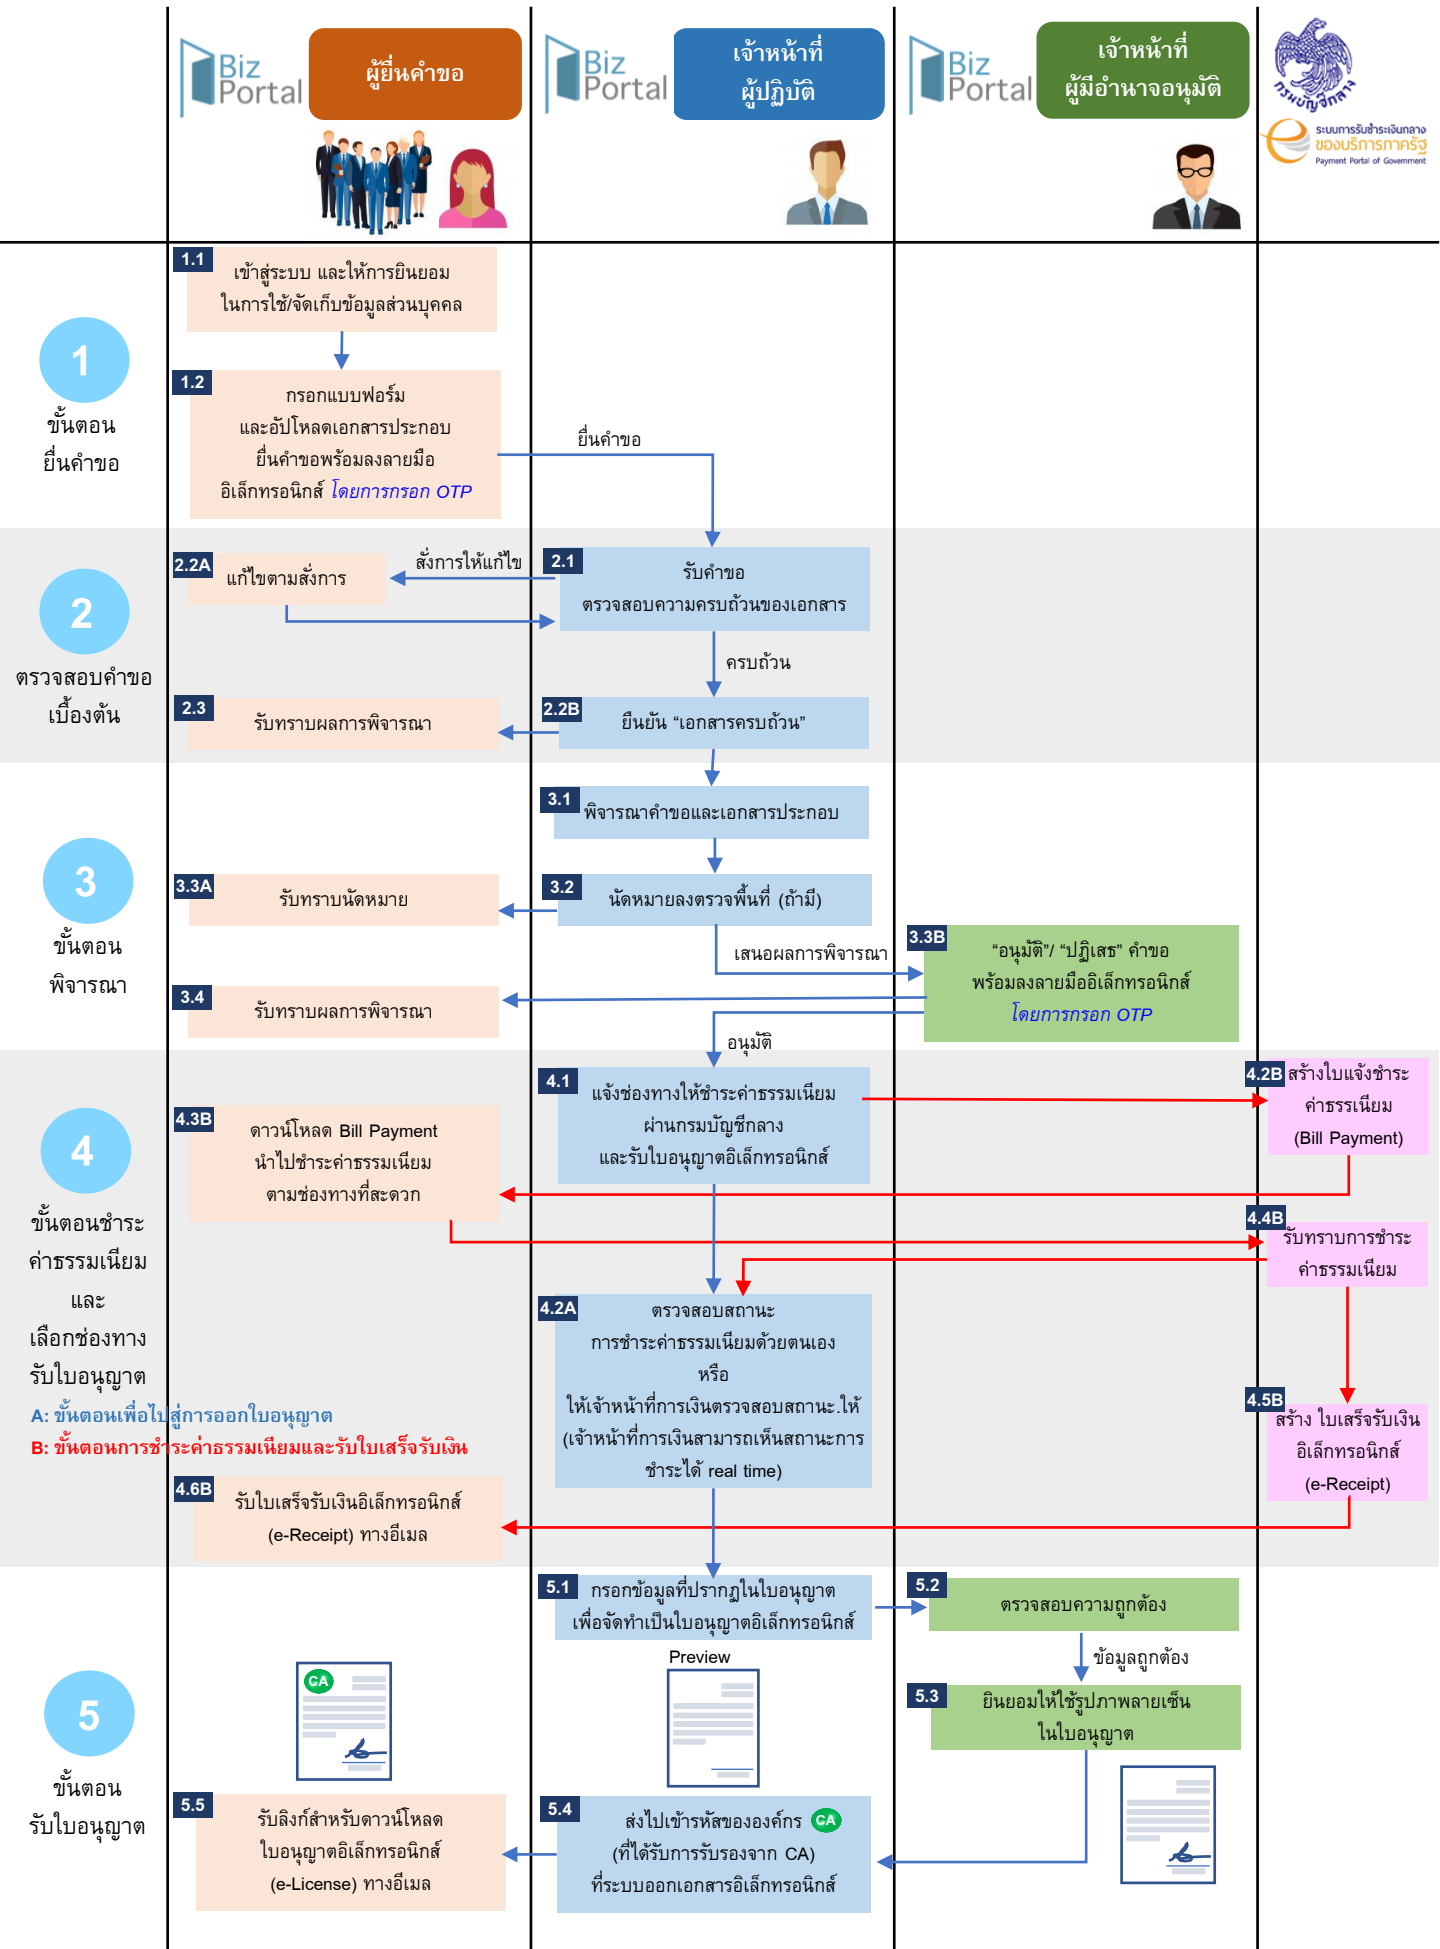 Biz
Portal
ผู้ยื่นคำขอ
Biz
Portal
เจ้าหน้าที่
ผู้ปฏิบัติ
Biz
Portal
เจ้าหน้าที่
ผู้มีอำนาจอนุมัติ
กรมบัญชีกลาง
ระบบการรับชำระเงินกลาง
ของบริการภาครัฐ
Payment Portal of Government
1
ขั้นตอน
ยื่นคำขอ
1.1
เข้าสู่ระบบ และให้การยินยอม
ในการใช้/จัดเก็บข้อมูลส่วนบุคคล
1.2
กรอกแบบฟอร์ม
และอัปโหลดเอกสารประกอบ
ยื่นคำขอพร้อมลงลายมือ
อิเล็กทรอนิกส์ โดยการกรอก OTP
ยื่นคำขอ
2
ตรวจสอบคำขอ
เบื้องต้น
2.2A
แก้ไขตามสั่งการ
สั่งการให้แก้ไข
2.1
รับคำขอ
ตรวจสอบความครบถ้วนของเอกสาร
ครบถ้วน
2.3
รับทราบผลการพิจารณา
2.2B
ยืนยัน “เอกสารครบถ้วน”
3
ขั้นตอน
พิจารณา
3.1
พิจารณาคำขอและเอกสารประกอบ
3.3A
รับทราบนัดหมาย
3.2
นัดหมายลงตรวจพื้นที่ (ถ้ามี)
เสนอผลการพิจารณา
3.3B
“อนุมัติ”/ “ปฏิเสธ” คำขอ
พร้อมลงลายมืออิเล็กทรอนิกส์
โดยการกรอก OTP
3.4
รับทราบผลการพิจารณา
อนุมัติ
4
ขั้นตอนชำระ
ค่าธรรมเนียม
และ
เลือกช่องทาง
รับใบอนุญาต
A: ขั้นตอนเพื่อไปสู่การออกใบอนุญาต
B: ขั้นตอนการชำระค่าธรรมเนียมและรับใบเสร็จรับเงิน
4.1
แจ้งช่องทางให้ชำระค่าธรรมเนียม
ผ่านกรมบัญชีกลาง
และรับใบอนุญาตอิเล็กทรอนิกส์
4.2B
สร้างใบแจ้งชำระ
ค่าธรรเนียม
(Bill Payment)
4.3B
ดาวน์โหลด Bill Payment
นำไปชำระค่าธรรมเนียม
ตามช่องทางที่สะดวก
4.4B
รับทราบการชำระ
ค่าธรรมเนียม
4.2A
ตรวจสอบสถานะ
การชำระค่าธรรมเนียมด้วยตนเอง
หรือ
ให้เจ้าหน้าที่การเงินตรวจสอบสถานะ.ให้
(เจ้าหน้าที่การเงินสามารถเห็นสถานะการ
ชำระได้ real time)
4.5B
สร้าง ใบเสร็จรับเงิน
อิเล็กทรอนิกส์
(e-Receipt)
4.6B
รับใบเสร็จรับเงินอิเล็กทรอนิกส์
(e-Receipt) ทางอีเมล
5
ขั้นตอน
รับใบอนุญาต
5.1
กรอกข้อมูลที่ปรากฏในใบอนุญาต
เพื่อจัดทำเป็นใบอนุญาตอิเล็กทรอนิกส์
Preview
5.2
ตรวจสอบความถูกต้อง
ข้อมูลถูกต้อง
5.3
ยินยอมให้ใช้รูปภาพลายเซ็น
ในใบอนุญาต
CA
5.5
รับลิงก์สำหรับดาวน์โหลด
ใบอนุญาตอิเล็กทรอนิกส์
(e-License) ทางอีเมล
5.4
ส่งไปเข้ารหัสขององค์กร CA
(ที่ได้รับการรับรองจาก CA)
ที่ระบบออกเอกสารอิเล็กทรอนิกส์